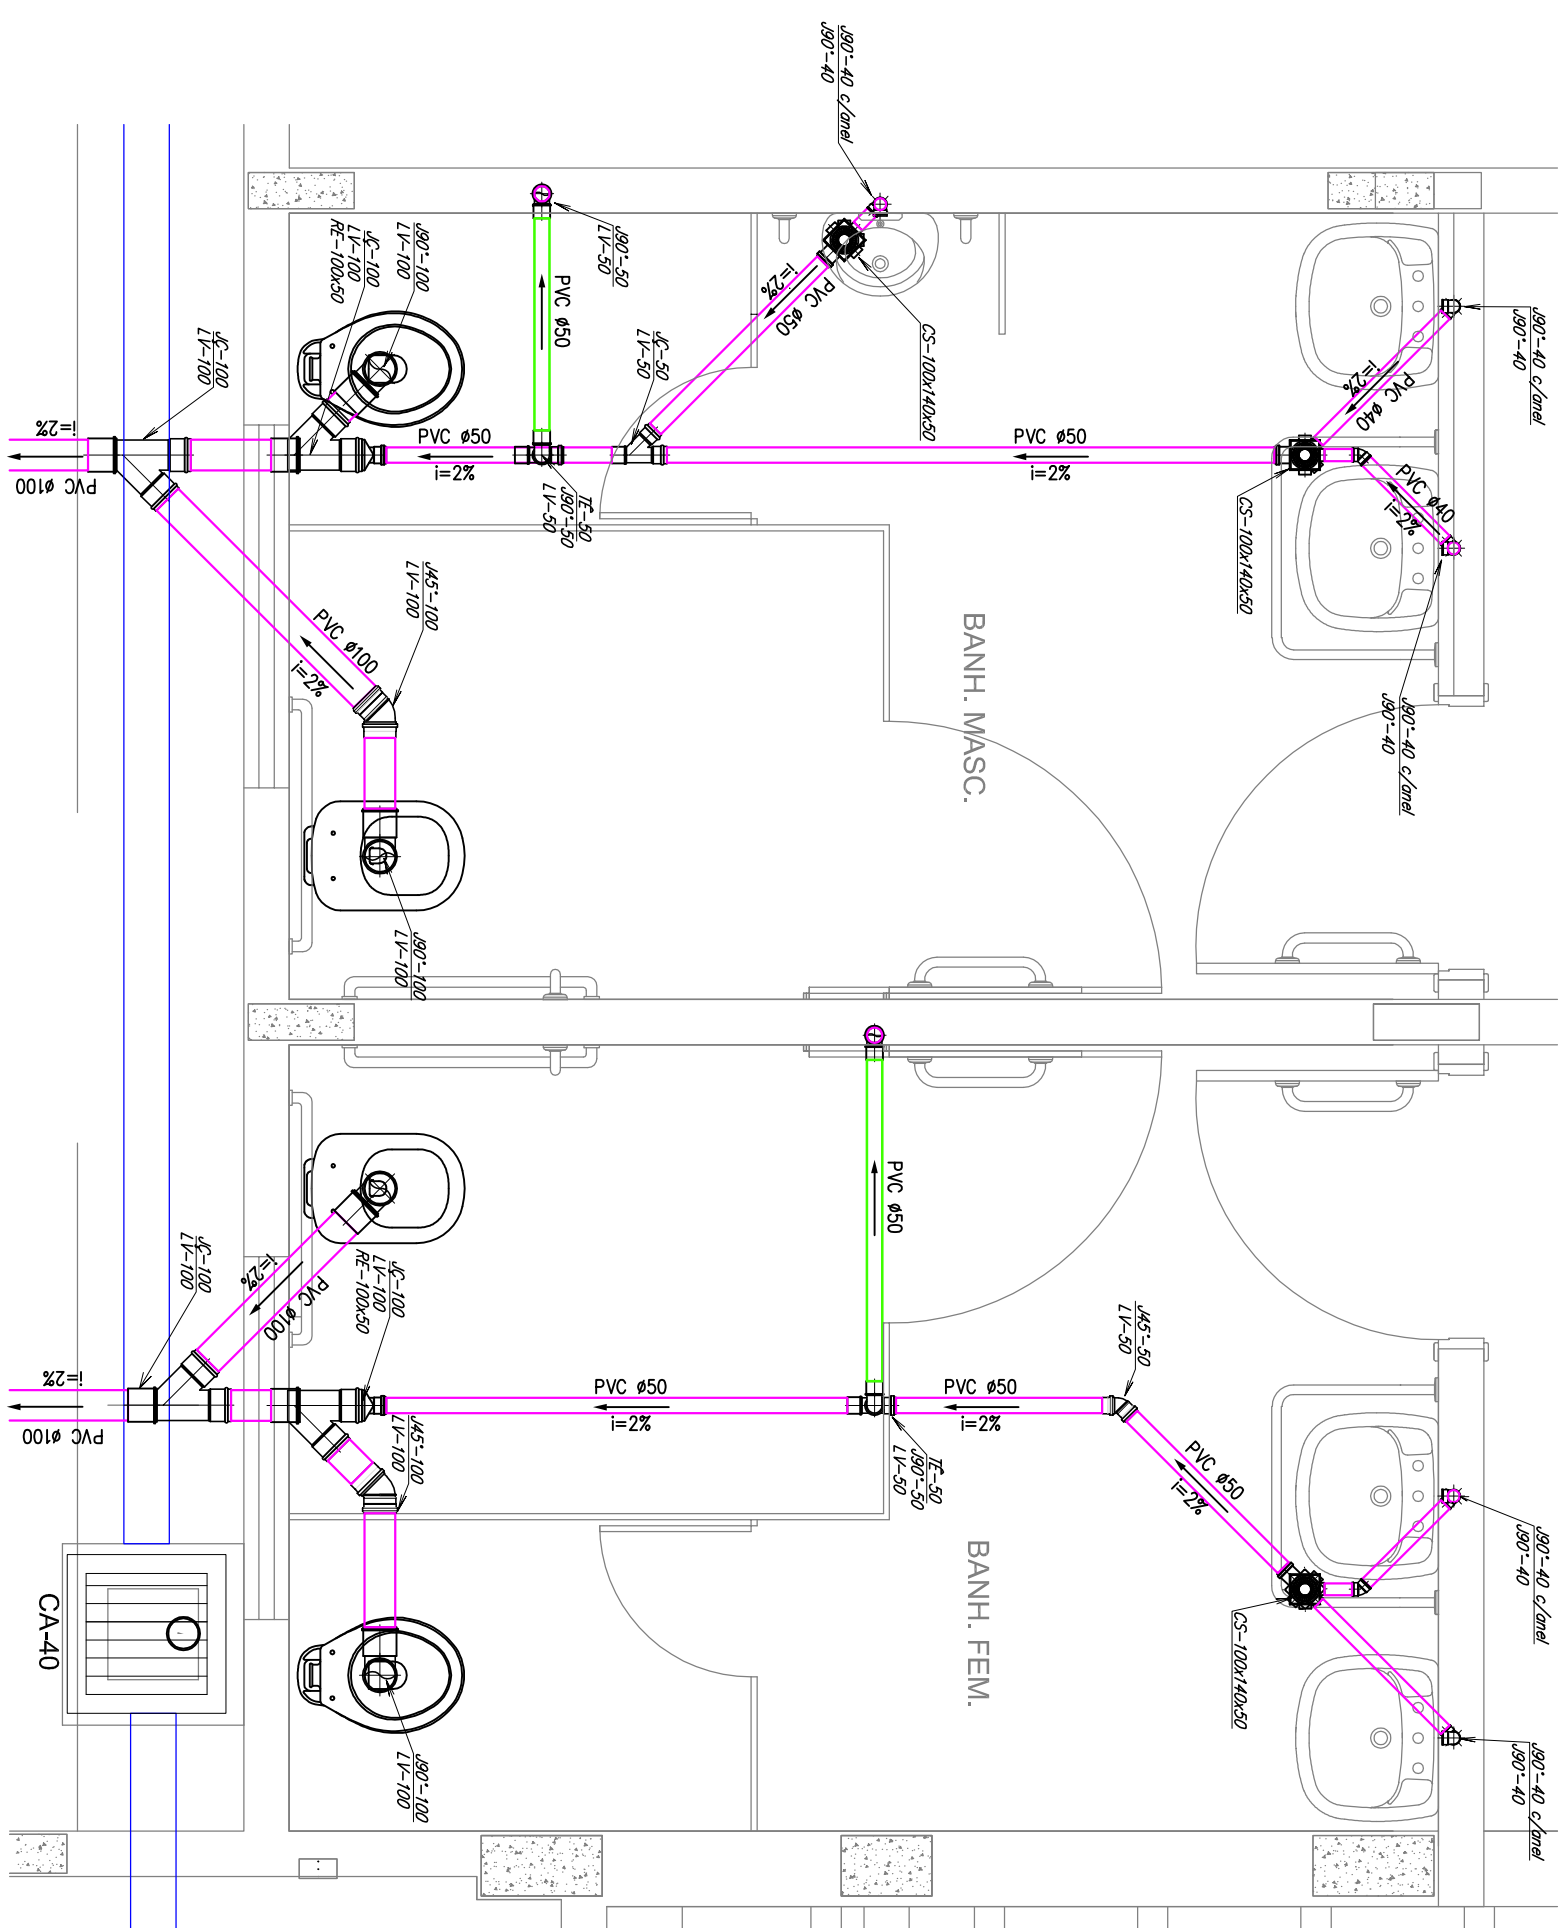 J90°-40 c/anel
J90°-40
J90°-50
LV-50
J90°-100
LV-100
JÇ-100
LV-100
RE-100x50
JÇ-100
LV-100
PVC ø50
i=2%
PVC ø50
CS-100x140x50
JÇ-50
LV-50
J90°-40 c/anel
J90°-40
i=2%
PVC ø40
PVC ø40
i=2%
CS-100x140x50
PVC ø50
i=2%
PVC ø50
i=2%
TE-50
J90°-50
LV-50
i=2%
PVC ø100
J45°-100
LV-100
PVC ø100
i=2%
BANH. MASC.
J90°-40 c/anel
J90°-40
J90°-100
LV-100
PVC ø50
JÇ-100
LV-100
i=2%
PVC ø100
JÇ-100
LV-100
RE-100x50
J45°-50
LV-50
i=2%
PVC ø100
PVC ø50
i=2%
PVC ø50
i=2%
J45°-100
LV-100
TE-50
J90°-50
LV-50
PVC ø50
i=2%
J90°-40 c/anel
J90°-40
BANH. FEM.
CS-100x140x50
CA-40
J90°-100
LV-100
J90°-40 c/anel
J90°-40